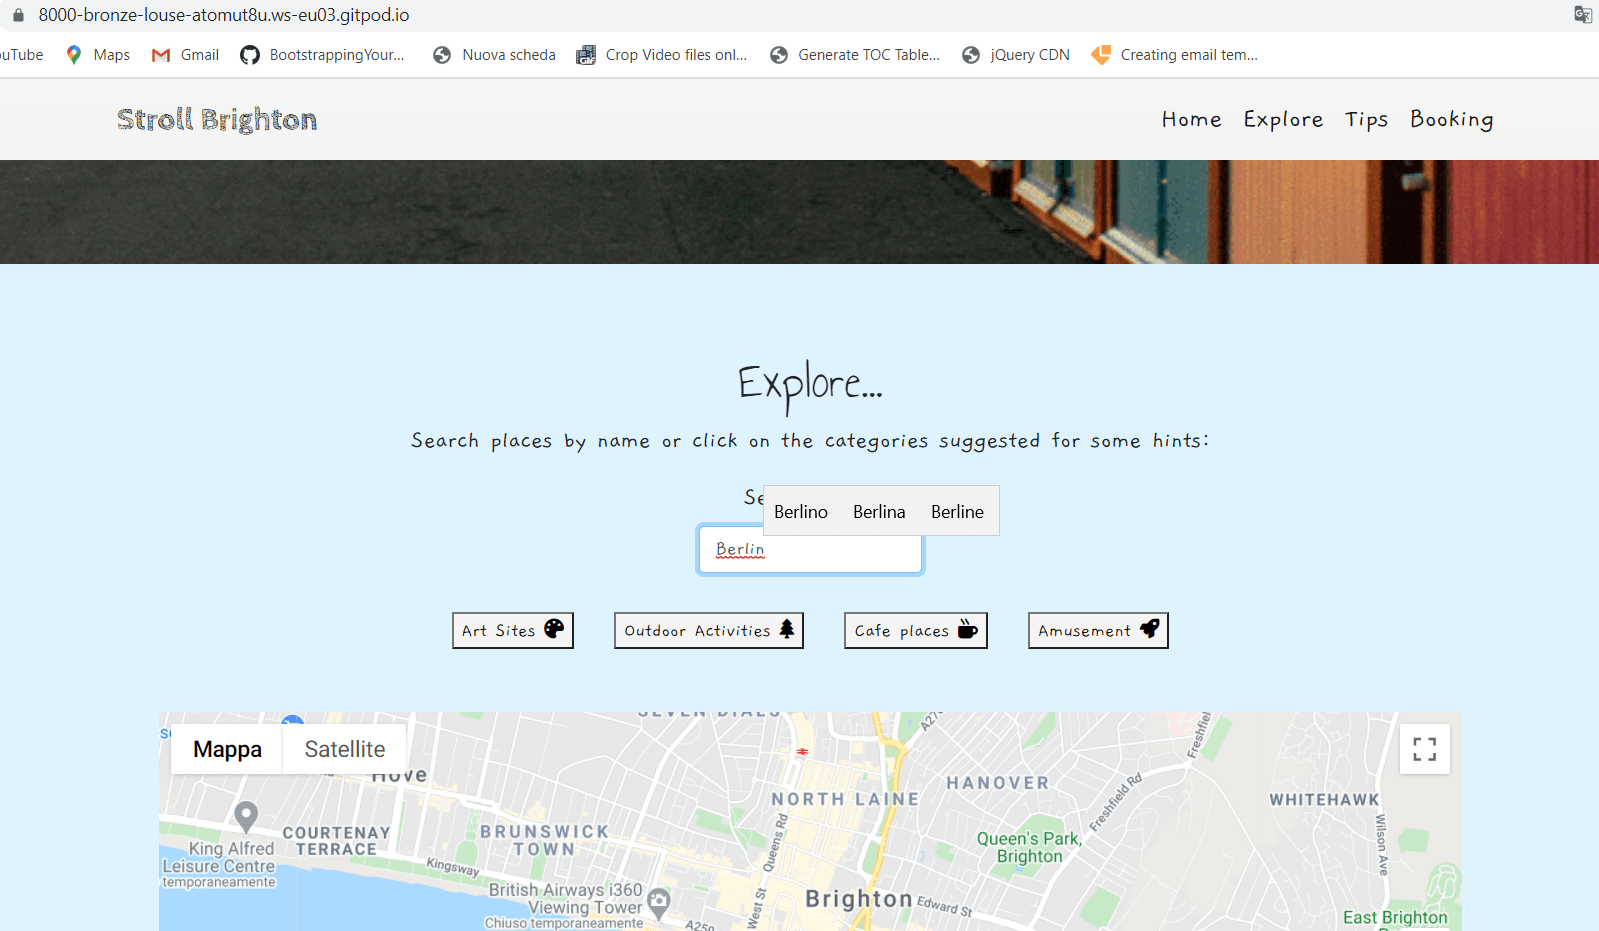 8000-bronze-louse-atomut8u.ws-eu03.gitpod.io
ouTube Maps Gmail BootstrappingYour... Nuova scheda Crop Video files onl... Generate TOC Table... jQuery CDN Creating email tem...
Stroll Brighton Home Explore Tips Booking
Explore...
Search places by name or click on the categories suggested for some hints:
Se
Berlino Berlina Berline
Berlin
Art Sites Outdoor Activities Cafe places Amusement
SEVEN DIALS
A270
Freshfiel
Mappa Satellite
Hove
HANOVER
NORTH LAINE
Freshfield Rd
WHITEHAWK
COURTENAY
TERRACE
BRUNSWICK
TOWN
Queens Rd
Queen's Park,
Brighton
Wilson Ave
King Alfred
Leisure Centre
temporaneamente
Kingsway
British Airways i360
Viewing Tower
Chiuso temporaneamente
West St
Brighton
Edward St
A259
East Brighton